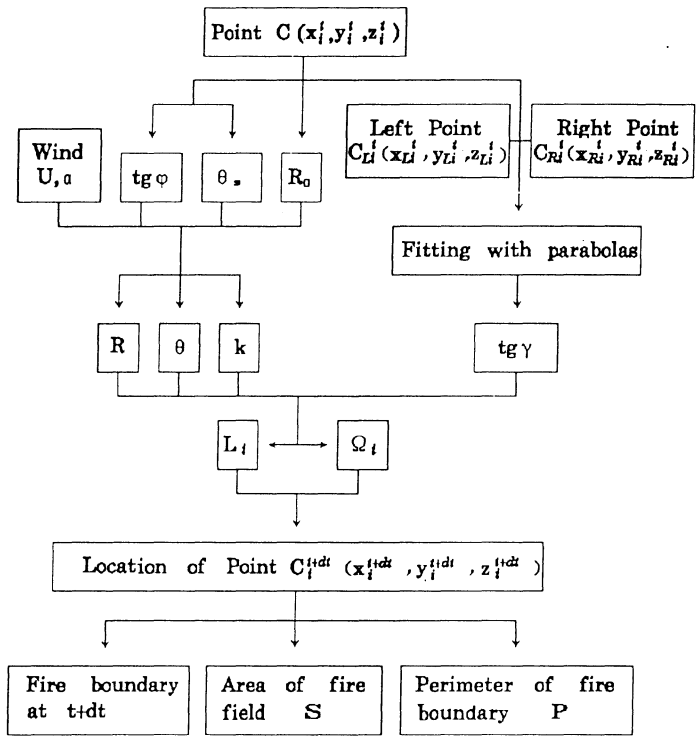 Point C (x_i^t, y_i^t, z_i^t)
Left Point
C_Li^t (x_Li^t, y_Li^t, z_Li^t)
Right Point
C_Ri^t (x_Ri^t, y_Ri^t, z_Ri^t)
Wind
U, α
tg φ
θ_s
R_0
Fitting with parabolas
R
θ
k
tg γ
L_i
Ω_i
Location of Point C_i^{t+dt} (x_i^{t+dt}, y_i^{t+dt}, z_i^{t+dt})
Fire boundary
at t+dt
Area of fire
field S
Perimeter of fire
boundary P